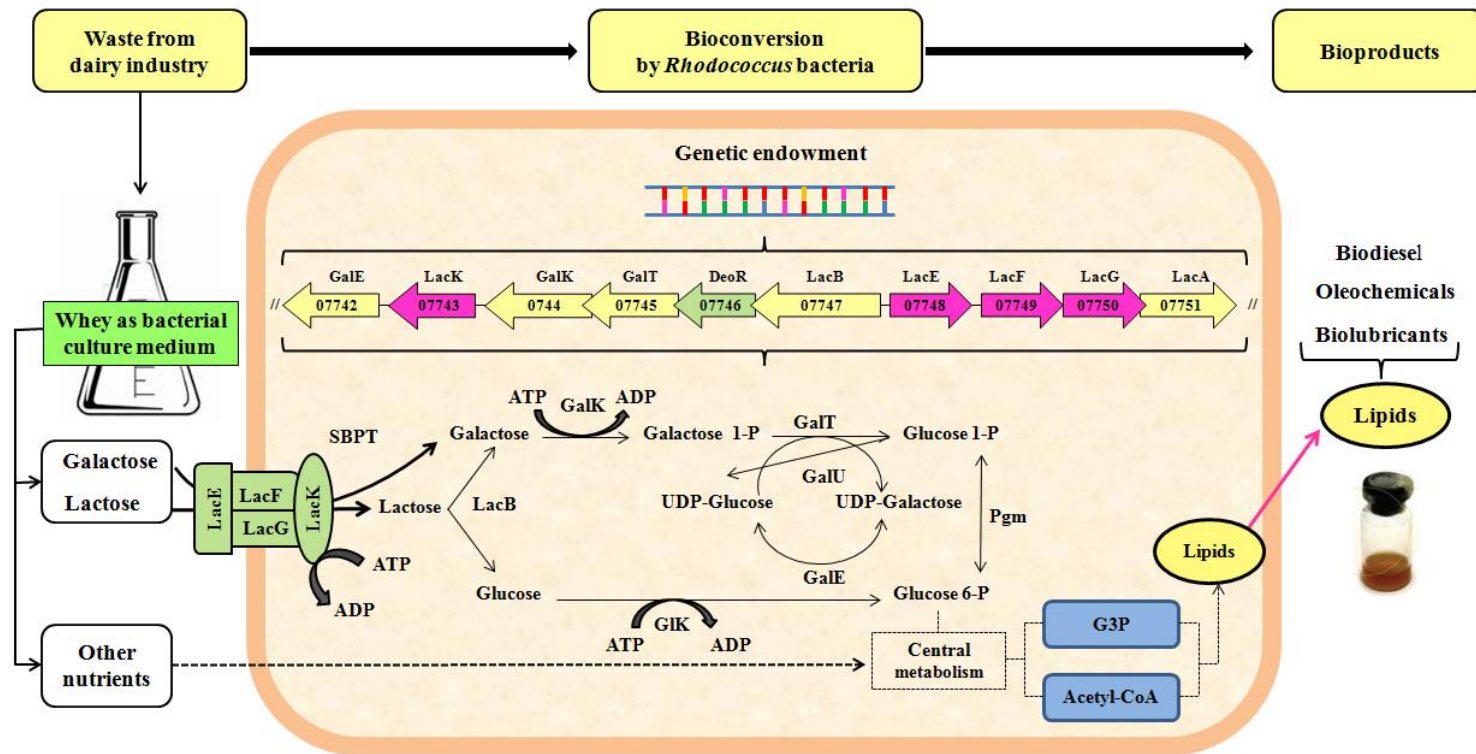 Waste from
dairy industry
Bioconversion
by Rhodococcus bacteria
Bioproducts
Genetic endowment
GalE LacK GalK GalT DeoR LacB LacE LacF LacG LacA
// 07742 07743 0744 07745 07746 07747 07748 07749 07750 07751 //
Whey as bacterial
culture medium
E
Biodiesel
Oleochemicals
Biolubricants
Lipids
Galactose
Lactose
LacE
LacF
LacG
LacK
SBPT
ATP
ADP
Lactose
LacB
Galactose
ATP
GalK
ADP
Galactose 1-P
GalT
Glucose 1-P
GalU
UDP-Glucose
UDP-Galactose
GalE
Pgm
Glucose
ATP
GlK
ADP
Glucose 6-P
Other
nutrients
Central
metabolism
G3P
Acetyl-CoA
Lipids